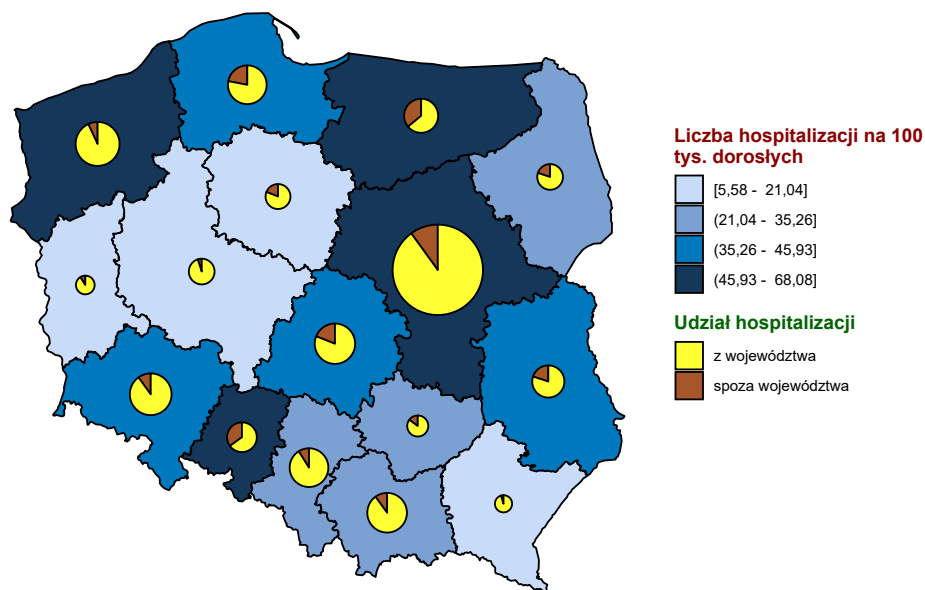 Liczba hospitalizacji na 100
tys. dorosłych
[5,58 - 21,04]
(21,04 - 35,26]
(35,26 - 45,93]
(45,93 - 68,08]
Udział hospitalizacji
z województwa
spoza województwa